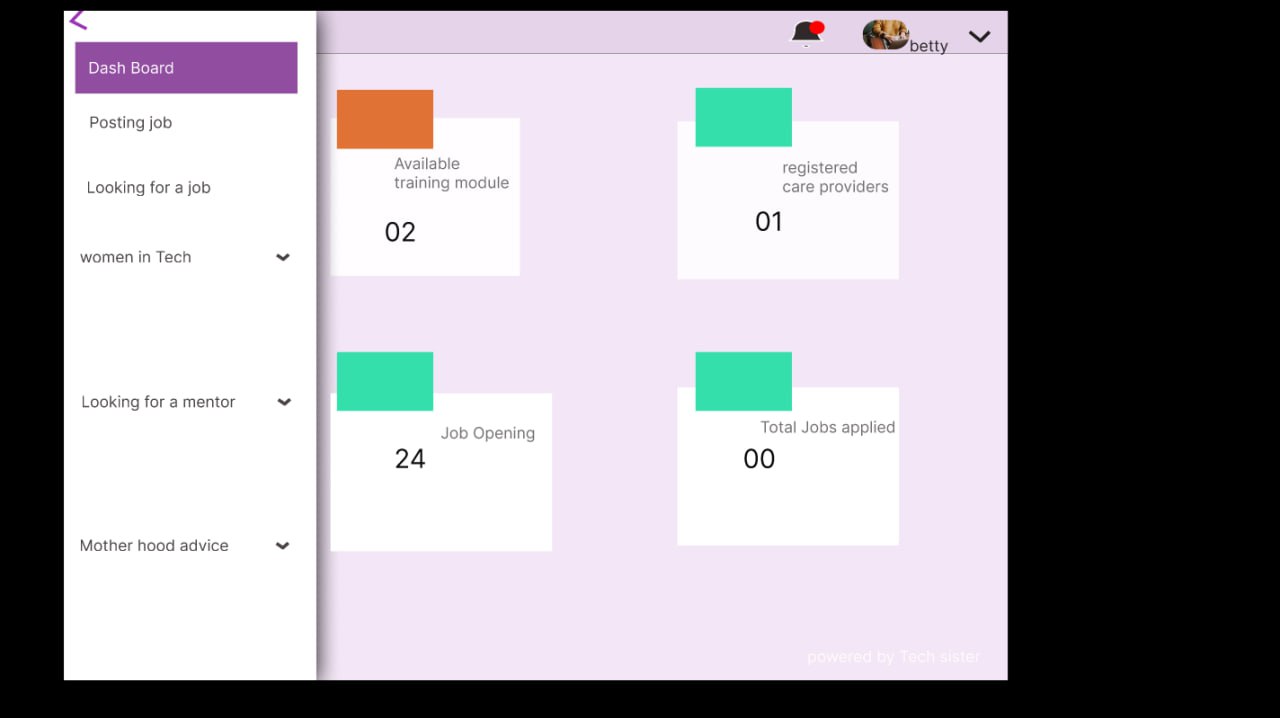 betty
Dash Board
Posting job
Looking for a job
women in Tech
Looking for a mentor
Mother hood advice
Available
training module
02
registered
care providers
01
Job Opening
24
Total Jobs applied
00
powered by Tech sister